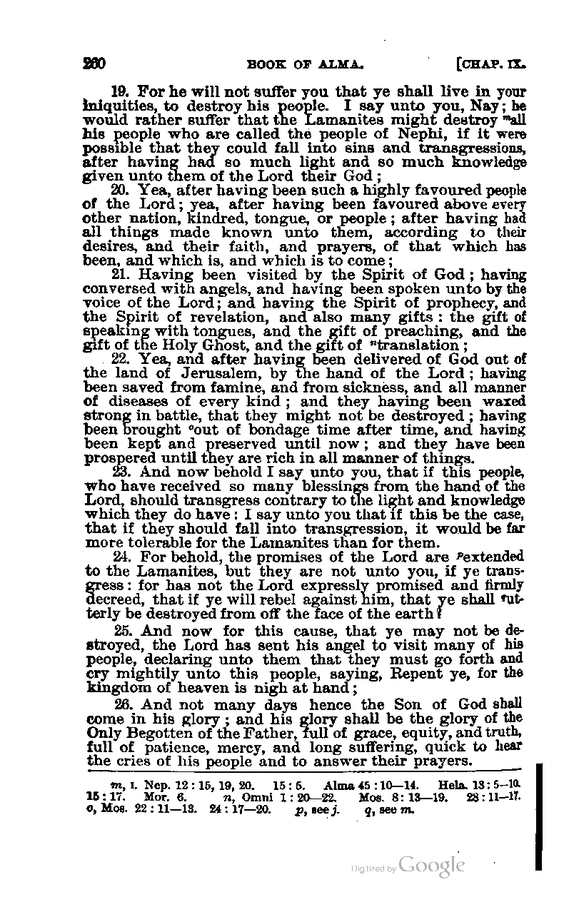 260 BOOK OF ALMA. [CHAP. IX.
19. For he will not suffer you that ye shall live in your
iniquities, to destroy his people. I say unto you, Nay; he
would rather suffer that the Lamanites might destroy ᵐall
his people who are called the people of Nephi, if it were
possible that they could fall into sins and transgressions,
after having had so much light and so much knowledge
given unto them of the Lord their God;
20. Yea, after having been such a highly favoured people
of the Lord; yea, after having been favoured above every
other nation, kindred, tongue, or people; after having had
all things made known unto them, according to their
desires, and their faith, and prayers, of that which has
been, and which is, and which is to come;
21. Having been visited by the Spirit of God; having
conversed with angels, and having been spoken unto by the
voice of the Lord; and having the Spirit of prophecy, and
the Spirit of revelation, and also many gifts: the gift of
speaking with tongues, and the gift of preaching, and the
gift of the Holy Ghost, and the gift of ⁿtranslation;
22. Yea, and after having been delivered of God out of
the land of Jerusalem, by the hand of the Lord; having
been saved from famine, and from sickness, and all manner
of diseases of every kind; and they having been waxed
strong in battle, that they might not be destroyed; having
been brought ᵒout of bondage time after time, and having
been kept and preserved until now; and they have been
prospered until they are rich in all manner of things.
23. And now behold I say unto you, that if this people,
who have received so many blessings from the hand of the
Lord, should transgress contrary to the light and knowledge
which they do have: I say unto you that if this be the case,
that if they should fall into transgression, it would be far
more tolerable for the Lamanites than for them.
24. For behold, the promises of the Lord are ᵖextended
to the Lamanites, but they are not unto you, if ye trans-
gress: for has not the Lord expressly promised and firmly
decreed, that if ye will rebel against him, that ye shall qut-
terly be destroyed from off the face of the earth?
25. And now for this cause, that ye may not be de-
stroyed, the Lord has sent his angel to visit many of his
people, declaring unto them that they must go forth and
cry mightily unto this people, saying, Repent ye, for the
kingdom of heaven is nigh at hand;
26. And not many days hence the Son of God shall
come in his glory; and his glory shall be the glory of the
Only Begotten of the Father, full of grace, equity, and truth,
full of patience, mercy, and long suffering, quick to hear
the cries of his people and to answer their prayers.
m, I. Nep. 12:15, 19, 20. 15:5. Alma 45:10—14. Hela. 13:5—10.
15:17. Mor. 6. n, Omni 1:20—22. Mos. 8:13—19. 28:11—17.
o, Mos. 22:11—13. 24:17—20. p, see j. q, see m.
Digitized by Google